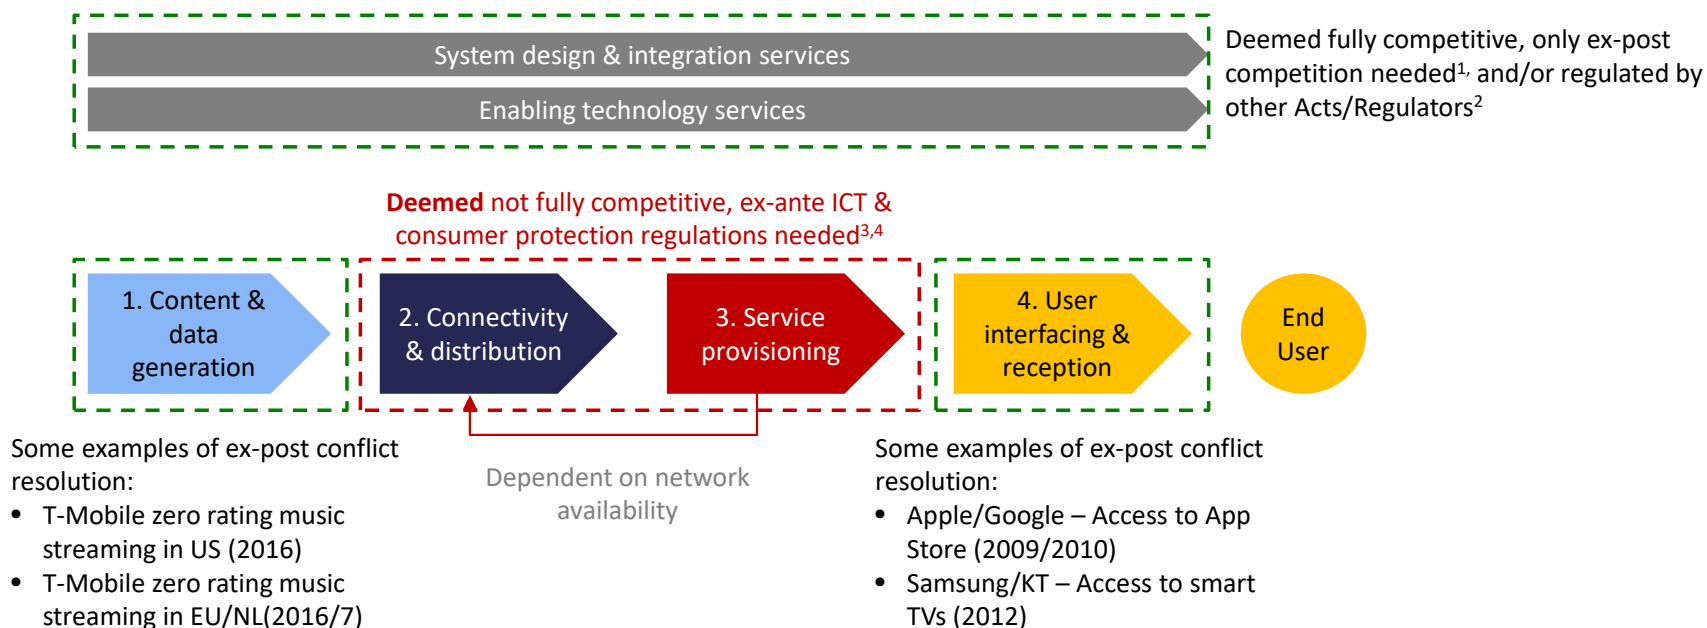 System design & integration services
Enabling technology services
Deemed fully competitive, only ex-post
competition needed1, and/or regulated by
other Acts/Regulators2
Deemed not fully competitive, ex-ante ICT &
consumer protection regulations needed3,4
1. Content &
data
generation
2. Connectivity
& distribution
3. Service
provisioning
4. User
interfacing &
reception
End
User
Dependent on network
availability
Some examples of ex-post conflict
resolution:
• T-Mobile zero rating music
streaming in US (2016)
• T-Mobile zero rating music
streaming in EU/NL(2016/7)
Some examples of ex-post conflict
resolution:
• Apple/Google – Access to App
Store (2009/2010)
• Samsung/KT – Access to smart
TVs (2012)